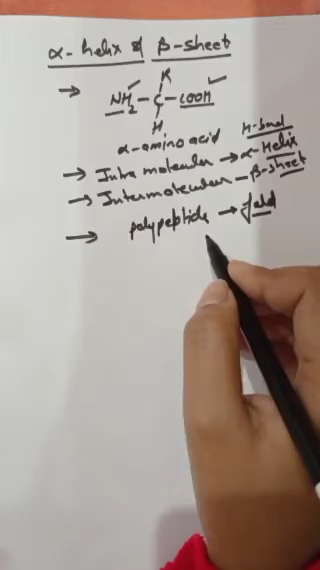 α-helix & β-sheet
→ R
NH2-C-COOH
H
α-amino acid H-bond
→ Intra molecular → α-Helix
→ Intermolecular - β-sheet
→ polypeptide → fold